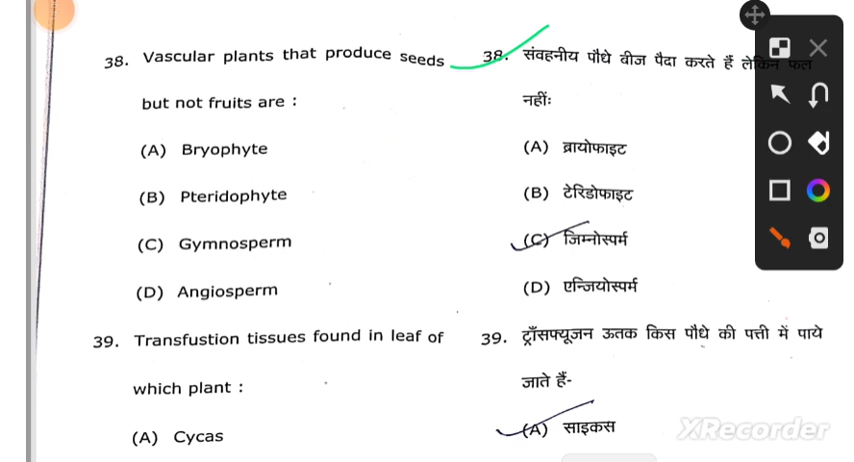 38. Vascular plants that produce seeds
but not fruits are :
(A) Bryophyte
(B) Pteridophyte
(C) Gymnosperm
(D) Angiosperm
39. Transfustion tissues found in leaf of
which plant :
(A) Cycas
38. संवहनीय पौधे बीज पैदा करते हैं लेकिन फल
नहीं:
(A) ब्रायोफाइट
(B) टेरिडोफाइट
(C) जिम्नोस्पर्म
(D) एन्जियोस्पर्म
39. ट्राँसफ्यूजन ऊतक किस पौधे की पत्ती में पाये
जाते हैं-
(A) साइकस
XRecorder